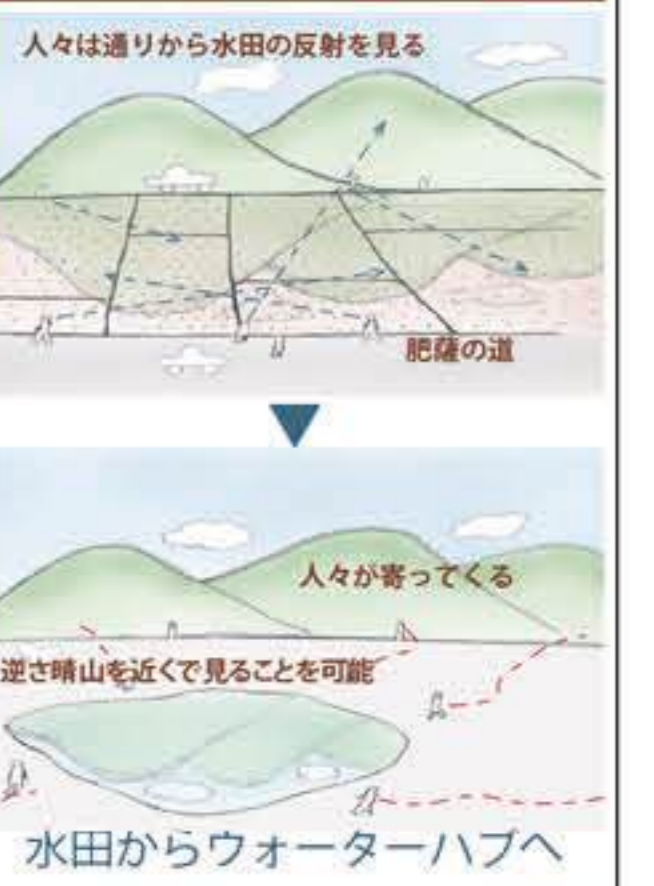 人々は通りから水田の反射を見る
肥薩の道
人々が寄ってくる
逆さ晴山を近くで見ることを可能
水田からウォーターハブへ